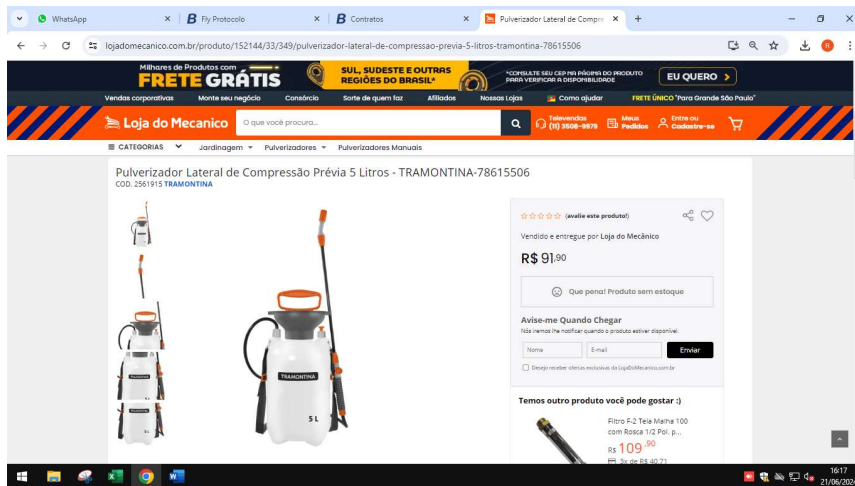 WhatsApp
Fly Protocolo
Contratos
Pulverizador Lateral de Compre
lojadomecanico.com.br/produto/152144/33/349/pulverizador-lateral-de-compressao-previa-5-litros-tramontina-78615506
Milhares de Produtos com
FRETE GRÁTIS
SUL, SUDESTE E OUTRAS
REGIÕES DO BRASIL*
*CONSULTE SEU CEP NA PÁGINA DO PRODUTO
PARA VERIFICAR A DISPONIBILIDADE
EU QUERO
Vendas corporativas Monte seu negócio Consórcio Sorte de quem faz Afiliados Nossas Lojas Como ajudar FRETE ÚNICO "Para Grande São Paulo"
Loja do Mecanico
O que você procura...
Televendas
(11) 3508-9979
Meus
Pedidos
Entre ou
Cadastre-se
CATEGORIAS Jardinagem Pulverizadores Pulverizadores Manuais
Pulverizador Lateral de Compressão Prévia 5 Litros - TRAMONTINA-78615506
COD. 2561915 TRAMONTINA
(avalie este produto!)
Vendido e entregue por Loja do Mecânico
R$ 91,90
Que pena! Produto sem estoque
Avise-me Quando Chegar
Nós iremos lhe notificar quando o produto estiver disponível.
Nome
E-mail
Enviar
Desejo receber ofertas exclusivas da LojaDoMecanico.com.br
TRAMONTINA
5 L
Temos outro produto você pode gostar :)
Filtro F-2 Tela Malha 100
com Rosca 1/2 Pol. p...
R$ 109,90
3x de R$ 40,71
16:17
21/06/2024